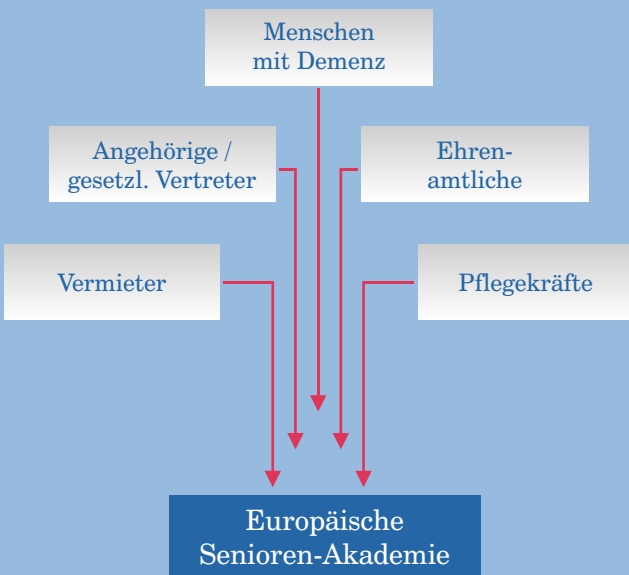 Menschen
mit Demenz
Angehörige /
gesetzl. Vertreter
Ehren-
amtliche
Vermieter
Pflegekräfte
Europäische
Senioren-Akademie